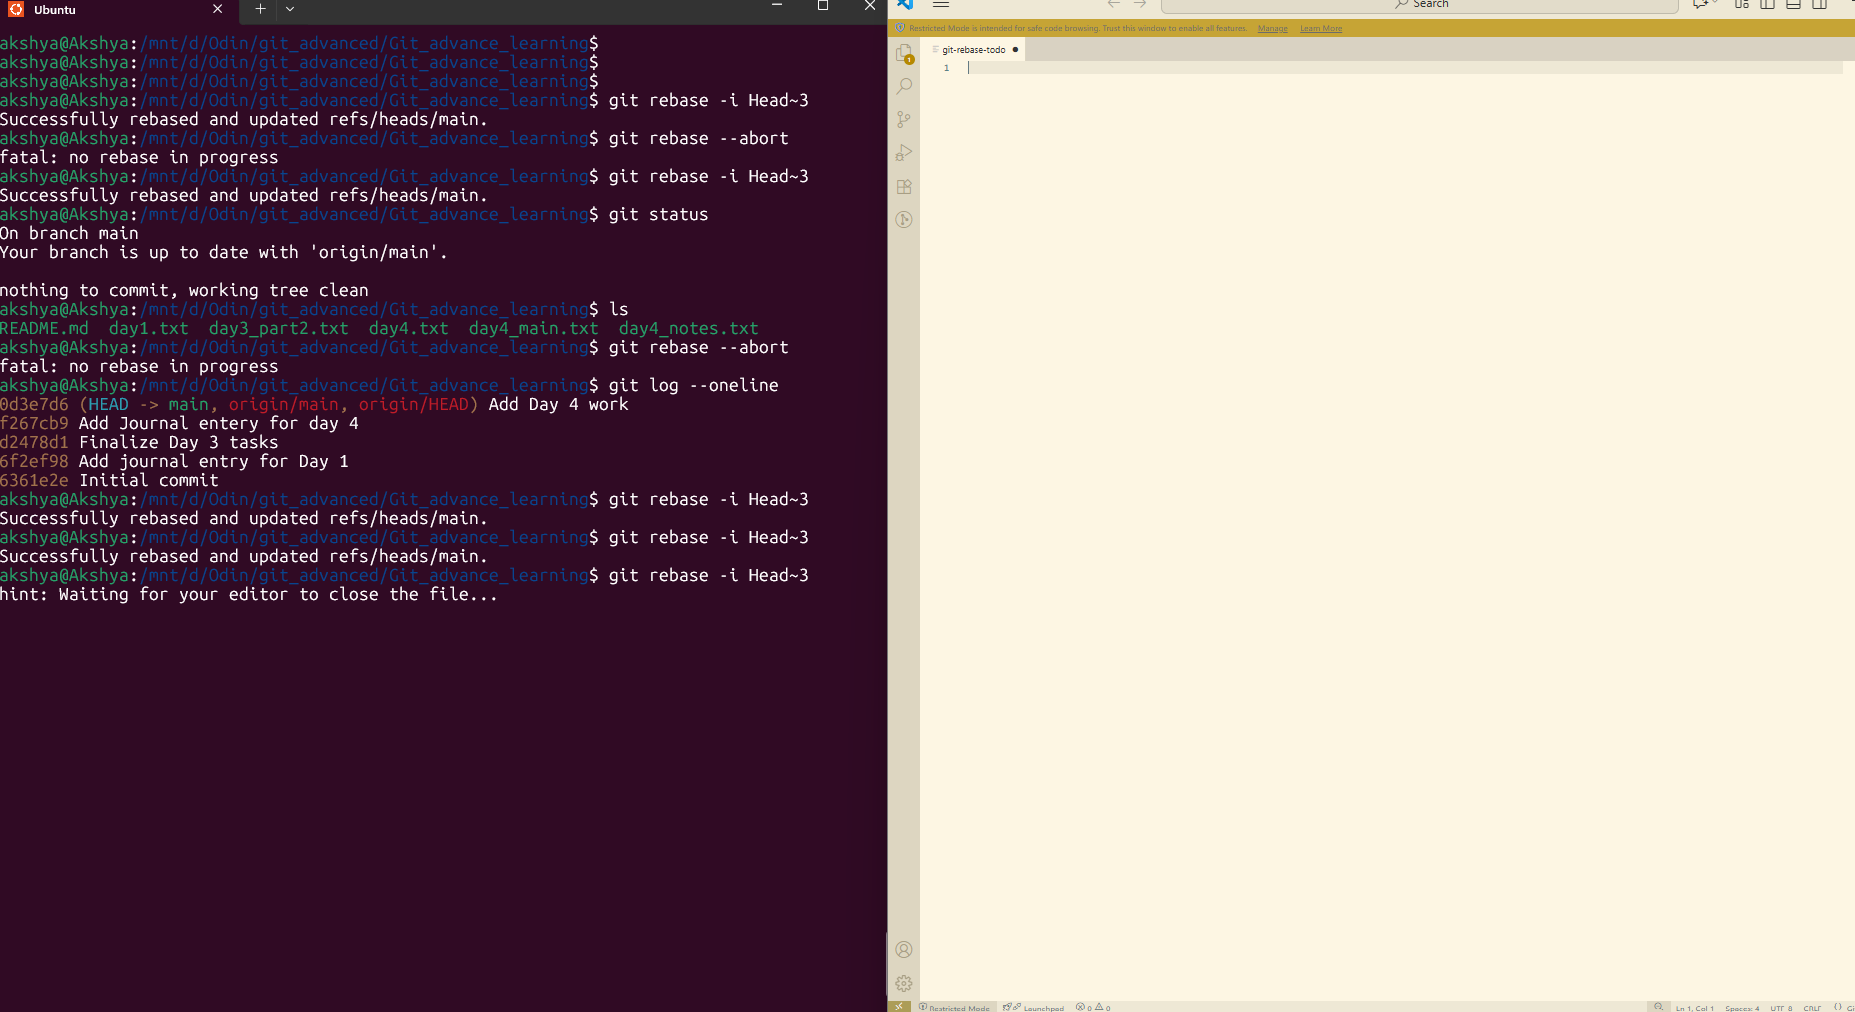 Ubuntu
akshya@Akshya:/mnt/d/Odin/git_advanced/Git_advance_learning$
akshya@Akshya:/mnt/d/Odin/git_advanced/Git_advance_learning$
akshya@Akshya:/mnt/d/Odin/git_advanced/Git_advance_learning$
akshya@Akshya:/mnt/d/Odin/git_advanced/Git_advance_learning$ git rebase -i Head~3
Successfully rebased and updated refs/heads/main.
akshya@Akshya:/mnt/d/Odin/git_advanced/Git_advance_learning$ git rebase --abort
fatal: no rebase in progress
akshya@Akshya:/mnt/d/Odin/git_advanced/Git_advance_learning$ git rebase -i Head~3
Successfully rebased and updated refs/heads/main.
akshya@Akshya:/mnt/d/Odin/git_advanced/Git_advance_learning$ git status
On branch main
Your branch is up to date with 'origin/main'.
nothing to commit, working tree clean
akshya@Akshya:/mnt/d/Odin/git_advanced/Git_advance_learning$ ls
README.md day1.txt day3_part2.txt day4.txt day4_main.txt day4_notes.txt
akshya@Akshya:/mnt/d/Odin/git_advanced/Git_advance_learning$ git rebase --abort
fatal: no rebase in progress
akshya@Akshya:/mnt/d/Odin/git_advanced/Git_advance_learning$ git log --oneline
0d3e7d6 (HEAD -> main, origin/main, origin/HEAD) Add Day 4 work
f267cb9 Add Journal entery for day 4
d2478d1 Finalize Day 3 tasks
6f2ef98 Add journal entry for Day 1
6361e2e Initial commit
akshya@Akshya:/mnt/d/Odin/git_advanced/Git_advance_learning$ git rebase -i Head~3
Successfully rebased and updated refs/heads/main.
akshya@Akshya:/mnt/d/Odin/git_advanced/Git_advance_learning$ git rebase -i Head~3
Successfully rebased and updated refs/heads/main.
akshya@Akshya:/mnt/d/Odin/git_advanced/Git_advance_learning$ git rebase -i Head~3
hint: Waiting for your editor to close the file...
Search
Restricted Mode is intended for safe code browsing. Trust this window to enable all features. Manage Learn More
git-rebase-todo
1
1
Restricted Mode Launchpad 0 0
Ln 1, Col 1 Spaces: 4 UTF-8 CRLF